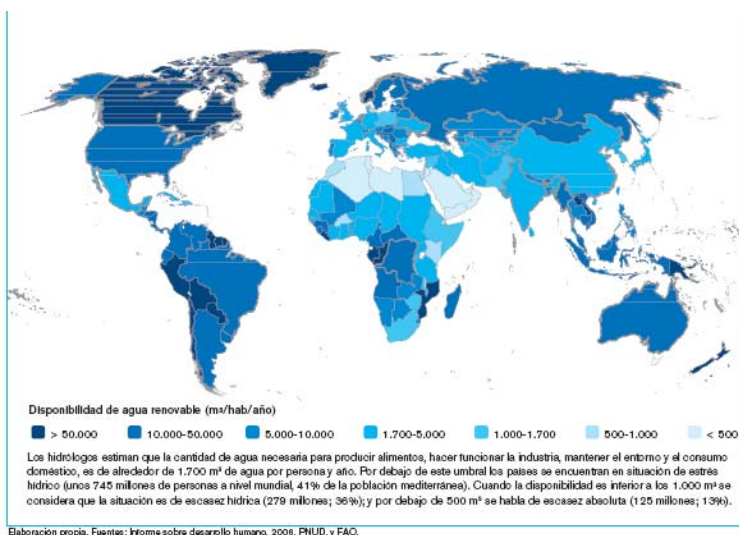 Disponibilidad de agua renovable (m³/hab/año)
> 50.000 10.000-50.000 5.000-10.000 1.700-5.000 1.000-1.700 500-1.000 < 500
Los hidrólogos estiman que la cantidad de agua necesaria para producir alimentos, hacer funcionar la industria, mantener el entorno y el consumo
doméstico, es de alrededor de 1.700 m³ de agua por persona y año. Por debajo de este umbral los países se encuentran en situación de estrés
hídrico (unos 745 millones de personas a nivel mundial, 41% de la población mediterránea). Cuando la disponibilidad es inferior a los 1.000 m³ se
considera que la situación es de escasez hídrica (279 millones; 36%); y por debajo de 500 m³ se habla de escasez absoluta (125 millones; 13%).
Elaboración propia. Fuentes: Informe sobre desarrollo humano, 2006, PNUD, y FAO.